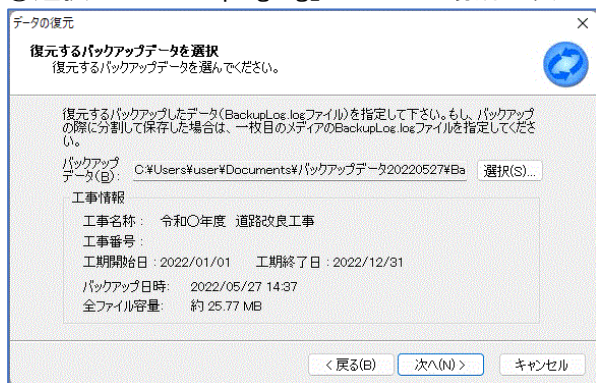 データの復元
復元するバックアップデータを選択
復元するバックアップデータを選んでください。
復元するバックアップしたデータ(BackupLog.logファイル)を指定して下さい。もし、バックアップ
の際に分割して保存した場合は、一枚目のメディアのBackupLog.logファイルを指定してくださ
い。
バックアップ
データ(B): C:¥Users¥user¥Documents¥バックアップデータ20220527¥Ba 選択(S)...
工事情報
工事名称: 令和〇年度 道路改良工事
工事番号:
工期開始日:2022/01/01 工期終了日:2022/12/31
バックアップ日時: 2022/05/27 14:37
全ファイル容量: 約 25.77 MB
<戻る(B) 次へ(N)> キャンセル